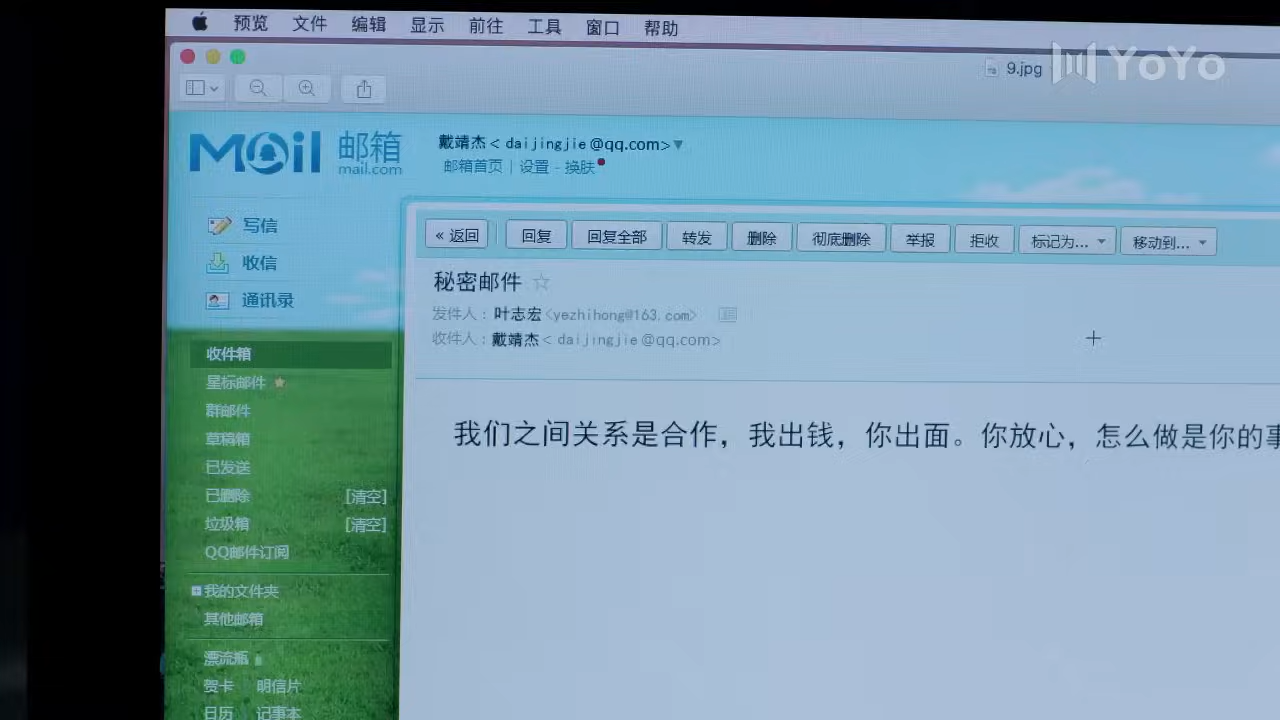 预览 文件 编辑 显示 前往 工具 窗口 帮助
9.jpg
YoYo
Mail 邮箱
mail.com
戴靖杰 < daijingjie@qq.com>
邮箱首页 | 设置 - 换肤
写信
收信
通讯录
« 返回 回复 回复全部 转发 删除 彻底删除 举报 拒收 标记为... 移动到...
秘密邮件
发件人：叶志宏<yezhihong@163.com>
收件人：戴靖杰< daijingjie@qq.com>
我们之间关系是合作，我出钱，你出面。你放心，怎么做是你的事
收件箱
星标邮件
群邮件
草稿箱
已发送
已删除 [清空]
垃圾箱 [清空]
QQ邮件订阅
我的文件夹
其他邮箱
漂流瓶
贺卡 明信片
日历 记事本